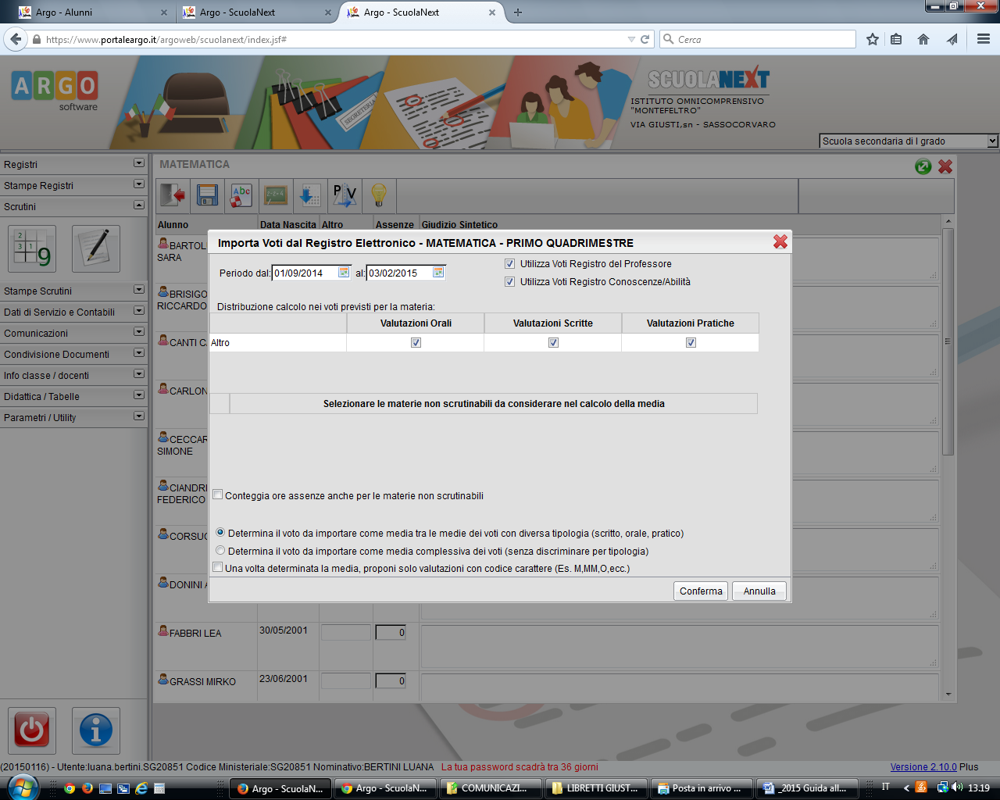 Argo - Alunni
Argo - ScuolaNext
Argo - ScuolaNext
https://www.portaleargo.it/argoweb/scuolanext/index.jsf#
Cerca
ARGO
software
SEGRETERIA
SCUOLANEXT
ISTITUTO OMNICOMPRENSIVO
"MONTEFELTRO"
VIA GIUSTI,sn - SASSOCORVARO
Scuola secondaria di I grado
Registri
Stampe Registri
Scrutini
Stampe Scrutini
Dati di Servizio e Contabili
Comunicazioni
Condivisione Documenti
Info classe / docenti
Didattica / Tabelle
Parametri / Utility
MATEMATICA
Abc
P V
Alunno Data Nascita Altro Assenze Giudizio Sintetico
BARTOL
SARA
BRISIGO
RICCARDO
CANTI CA
CARLON
CECCAR
SIMONE
CIANDRI
FEDERICO
CORSUC
DONINI A
FABBRI LEA 30/05/2001 0
GRASSI MIRKO 23/06/2001 0
Importa Voti dal Registro Elettronico - MATEMATICA - PRIMO QUADRIMESTRE
Periodo dal: 01/09/2014 al: 03/02/2015
Utilizza Voti Registro del Professore
Utilizza Voti Registro Conoscenze/Abilità
Distribuzione calcolo nei voti previsti per la materia:
Valutazioni Orali Valutazioni Scritte Valutazioni Pratiche
Altro
Selezionare le materie non scrutinabili da considerare nel calcolo della media
Conteggia ore assenze anche per le materie non scrutinabili
Determina il voto da importare come media tra le medie dei voti con diversa tipologia (scritto, orale, pratico)
Determina il voto da importare come media complessiva dei voti (senza discriminare per tipologia)
Una volta determinata la media, proponi solo valutazioni con codice carattere (Es. M,MM,O,ecc.)
Conferma Annulla
(20150116) - Utente:luana.bertini.SG20851 Codice Ministeriale:SG20851 Nominativo:BERTINI LUANA La tua password scadrà tra 36 giorni
Versione 2.10.0 Plus
Argo - ScuolaN...
Argo - ScuolaN...
COMUNICAZI...
LIBRETTI GIUST...
Posta in arrivo ...
_2015 Guida all...
IT
13.19